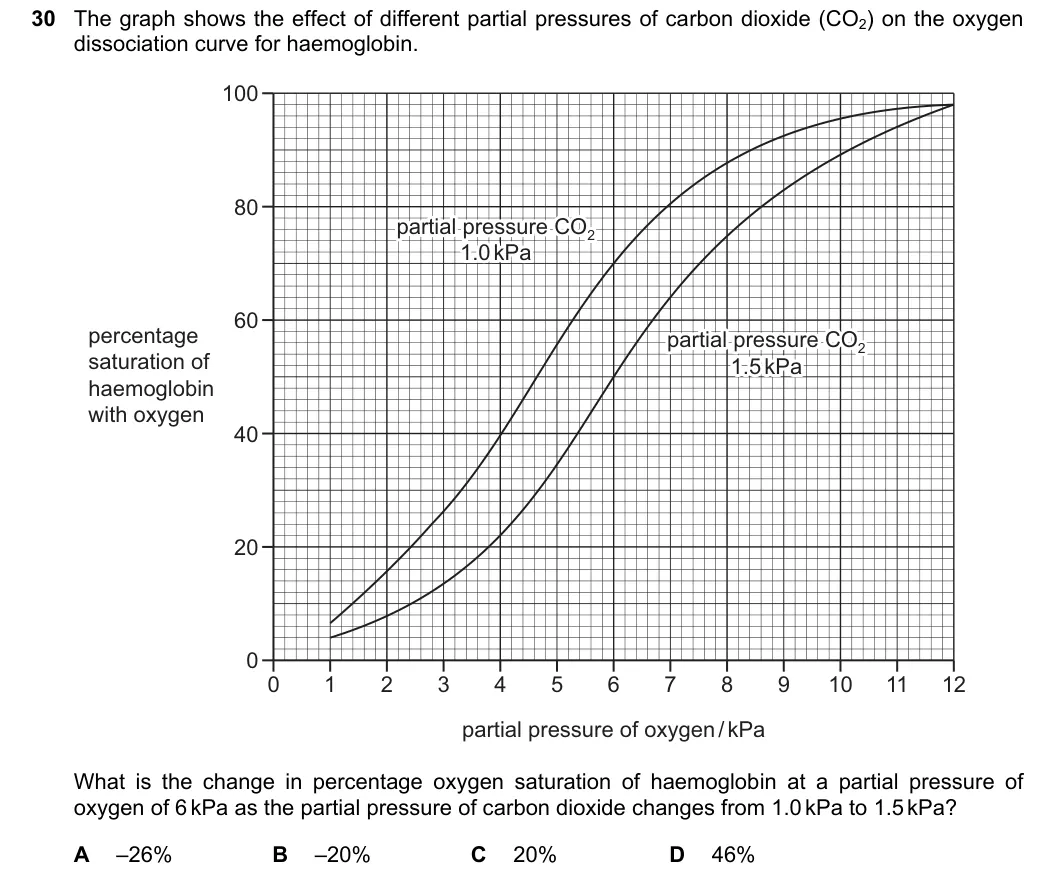 30 The graph shows the effect of different partial pressures of carbon dioxide (CO₂) on the oxygen
dissociation curve for haemoglobin.
100
80
60
40
20
0
percentage
saturation of
haemoglobin
with oxygen
partial pressure CO₂
1.0 kPa
partial pressure CO₂
1.5 kPa
0 1 2 3 4 5 6 7 8 9 10 11 12
partial pressure of oxygen / kPa
What is the change in percentage oxygen saturation of haemoglobin at a partial pressure of
oxygen of 6 kPa as the partial pressure of carbon dioxide changes from 1.0 kPa to 1.5 kPa?
A –26% B –20% C 20% D 46%